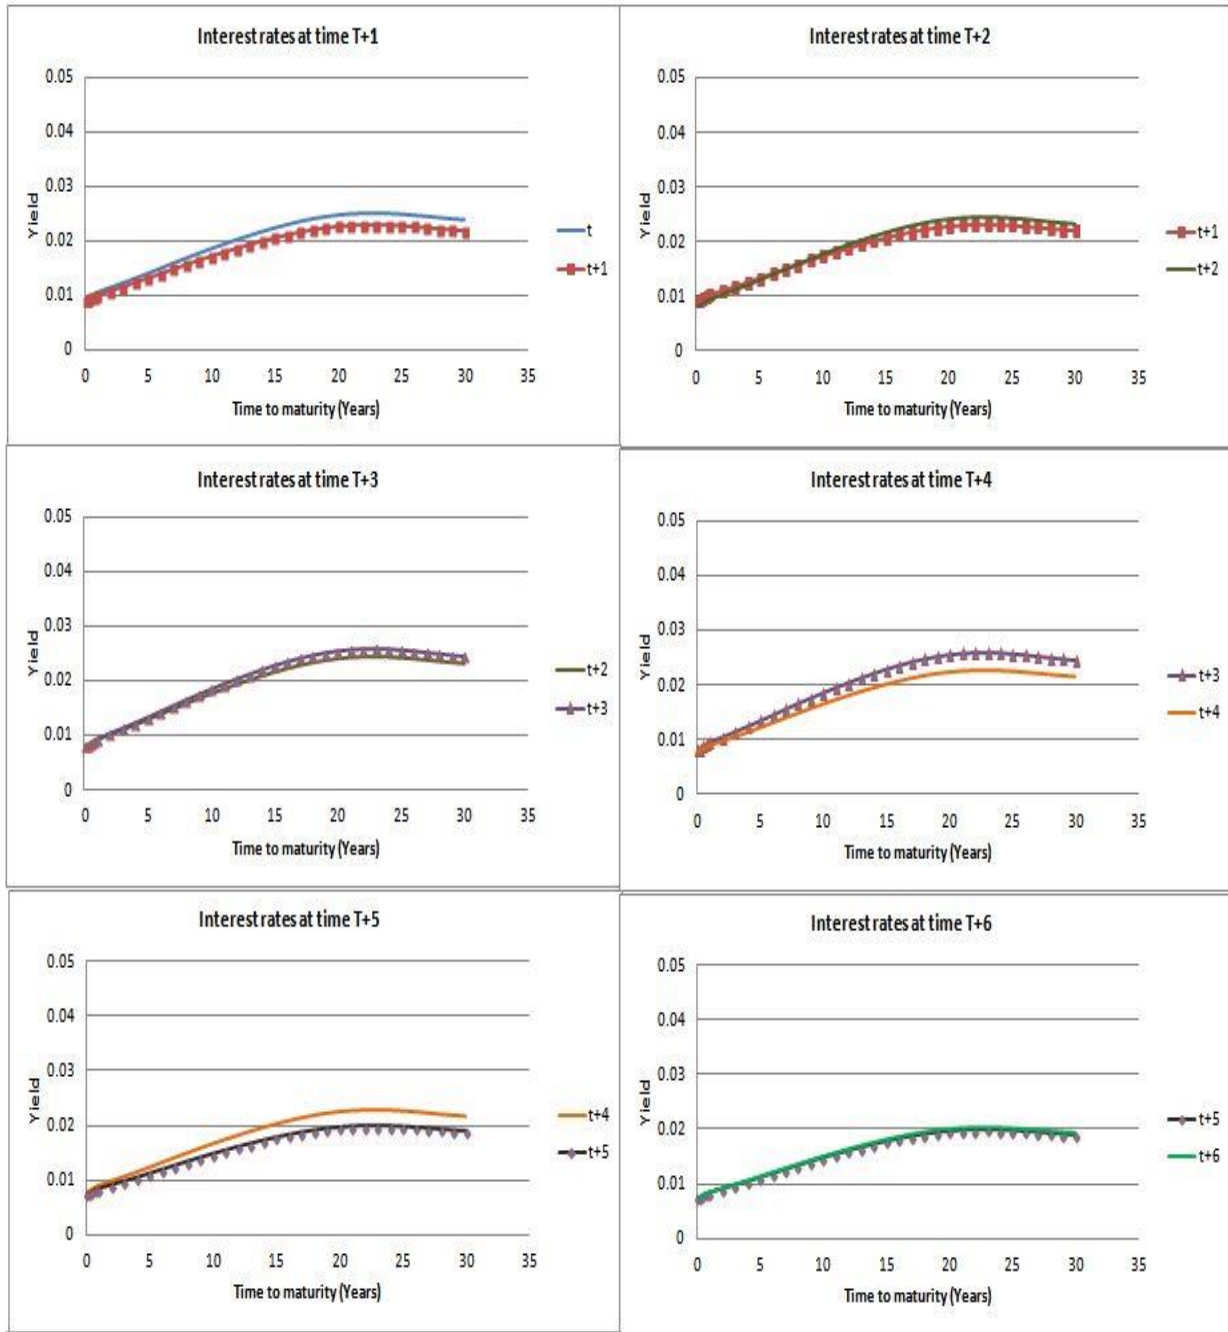 Interest rates at time T+1
0.05
0.04
0.03
0.02
0.01
0
Yield
0 5 10 15 20 25 30 35
Time to maturity (Years)
t
t+1
Interest rates at time T+2
0.05
0.04
0.03
0.02
0.01
0
Yield
0 5 10 15 20 25 30 35
Time to maturity (Years)
t+1
t+2
Interest rates at time T+3
0.05
0.04
0.03
0.02
0.01
0
Yield
0 5 10 15 20 25 30 35
Time to maturity (Years)
t+2
t+3
Interest rates at time T+4
0.05
0.04
0.03
0.02
0.01
0
Yield
0 5 10 15 20 25 30 35
Time to maturity (Years)
t+3
t+4
Interest rates at time T+5
0.05
0.04
0.03
0.02
0.01
0
Yield
0 5 10 15 20 25 30 35
Time to maturity (Years)
t+4
t+5
Interest rates at time T+6
0.05
0.04
0.03
0.02
0.01
0
Yield
0 5 10 15 20 25 30 35
Time to maturity (Years)
t+5
t+6